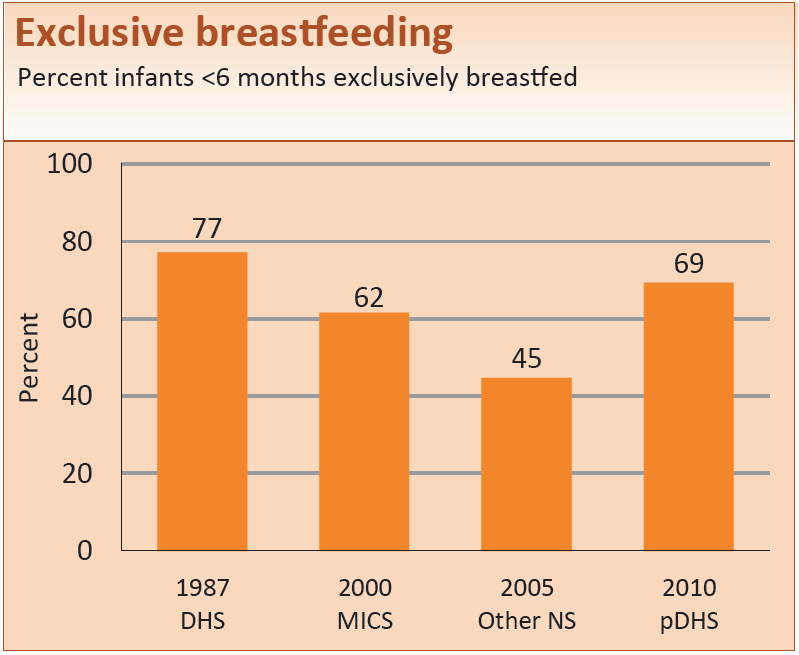 Exclusive breastfeeding
Percent infants <6 months exclusively breastfed
Percent
100
80
60
40
20
0
77
62
45
69
1987
DHS
2000
MICS
2005
Other NS
2010
pDHS